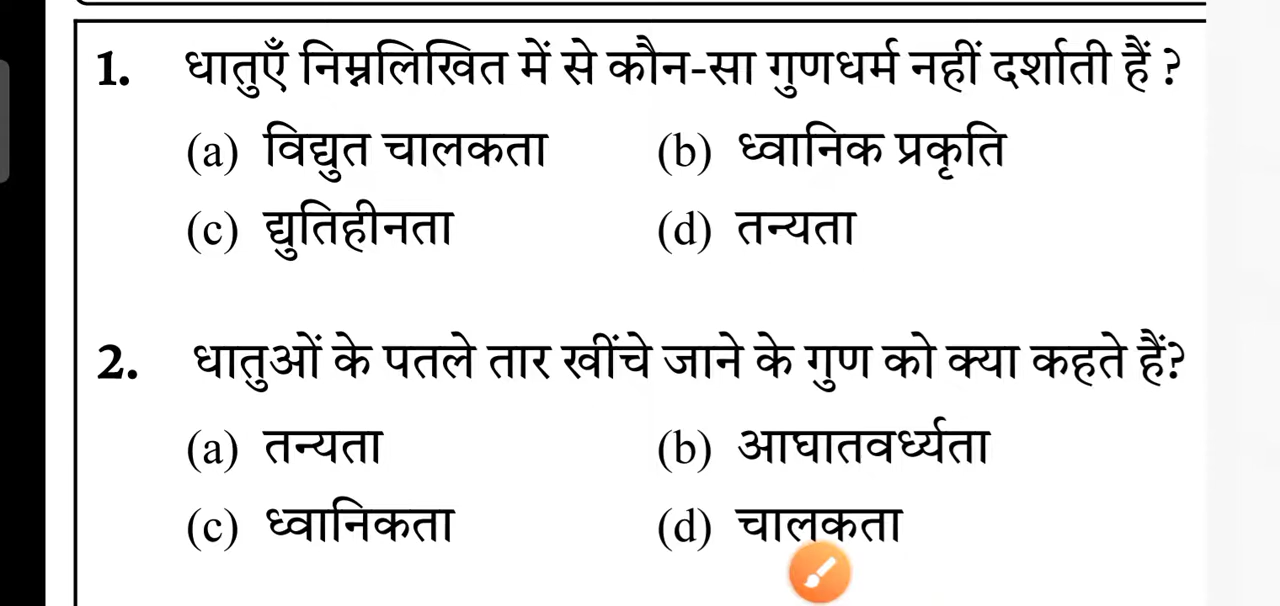 1. धातुएँ निम्नलिखित में से कौन-सा गुणधर्म नहीं दर्शाती हैं ?
(a) विद्युत चालकता (b) ध्वानिक प्रकृति
(c) द्युतिहीनता (d) तन्यता
2. धातुओं के पतले तार खींचे जाने के गुण को क्या कहते हैं?
(a) तन्यता (b) आघातवर्ध्यता
(c) ध्वानिकता (d) चालकता